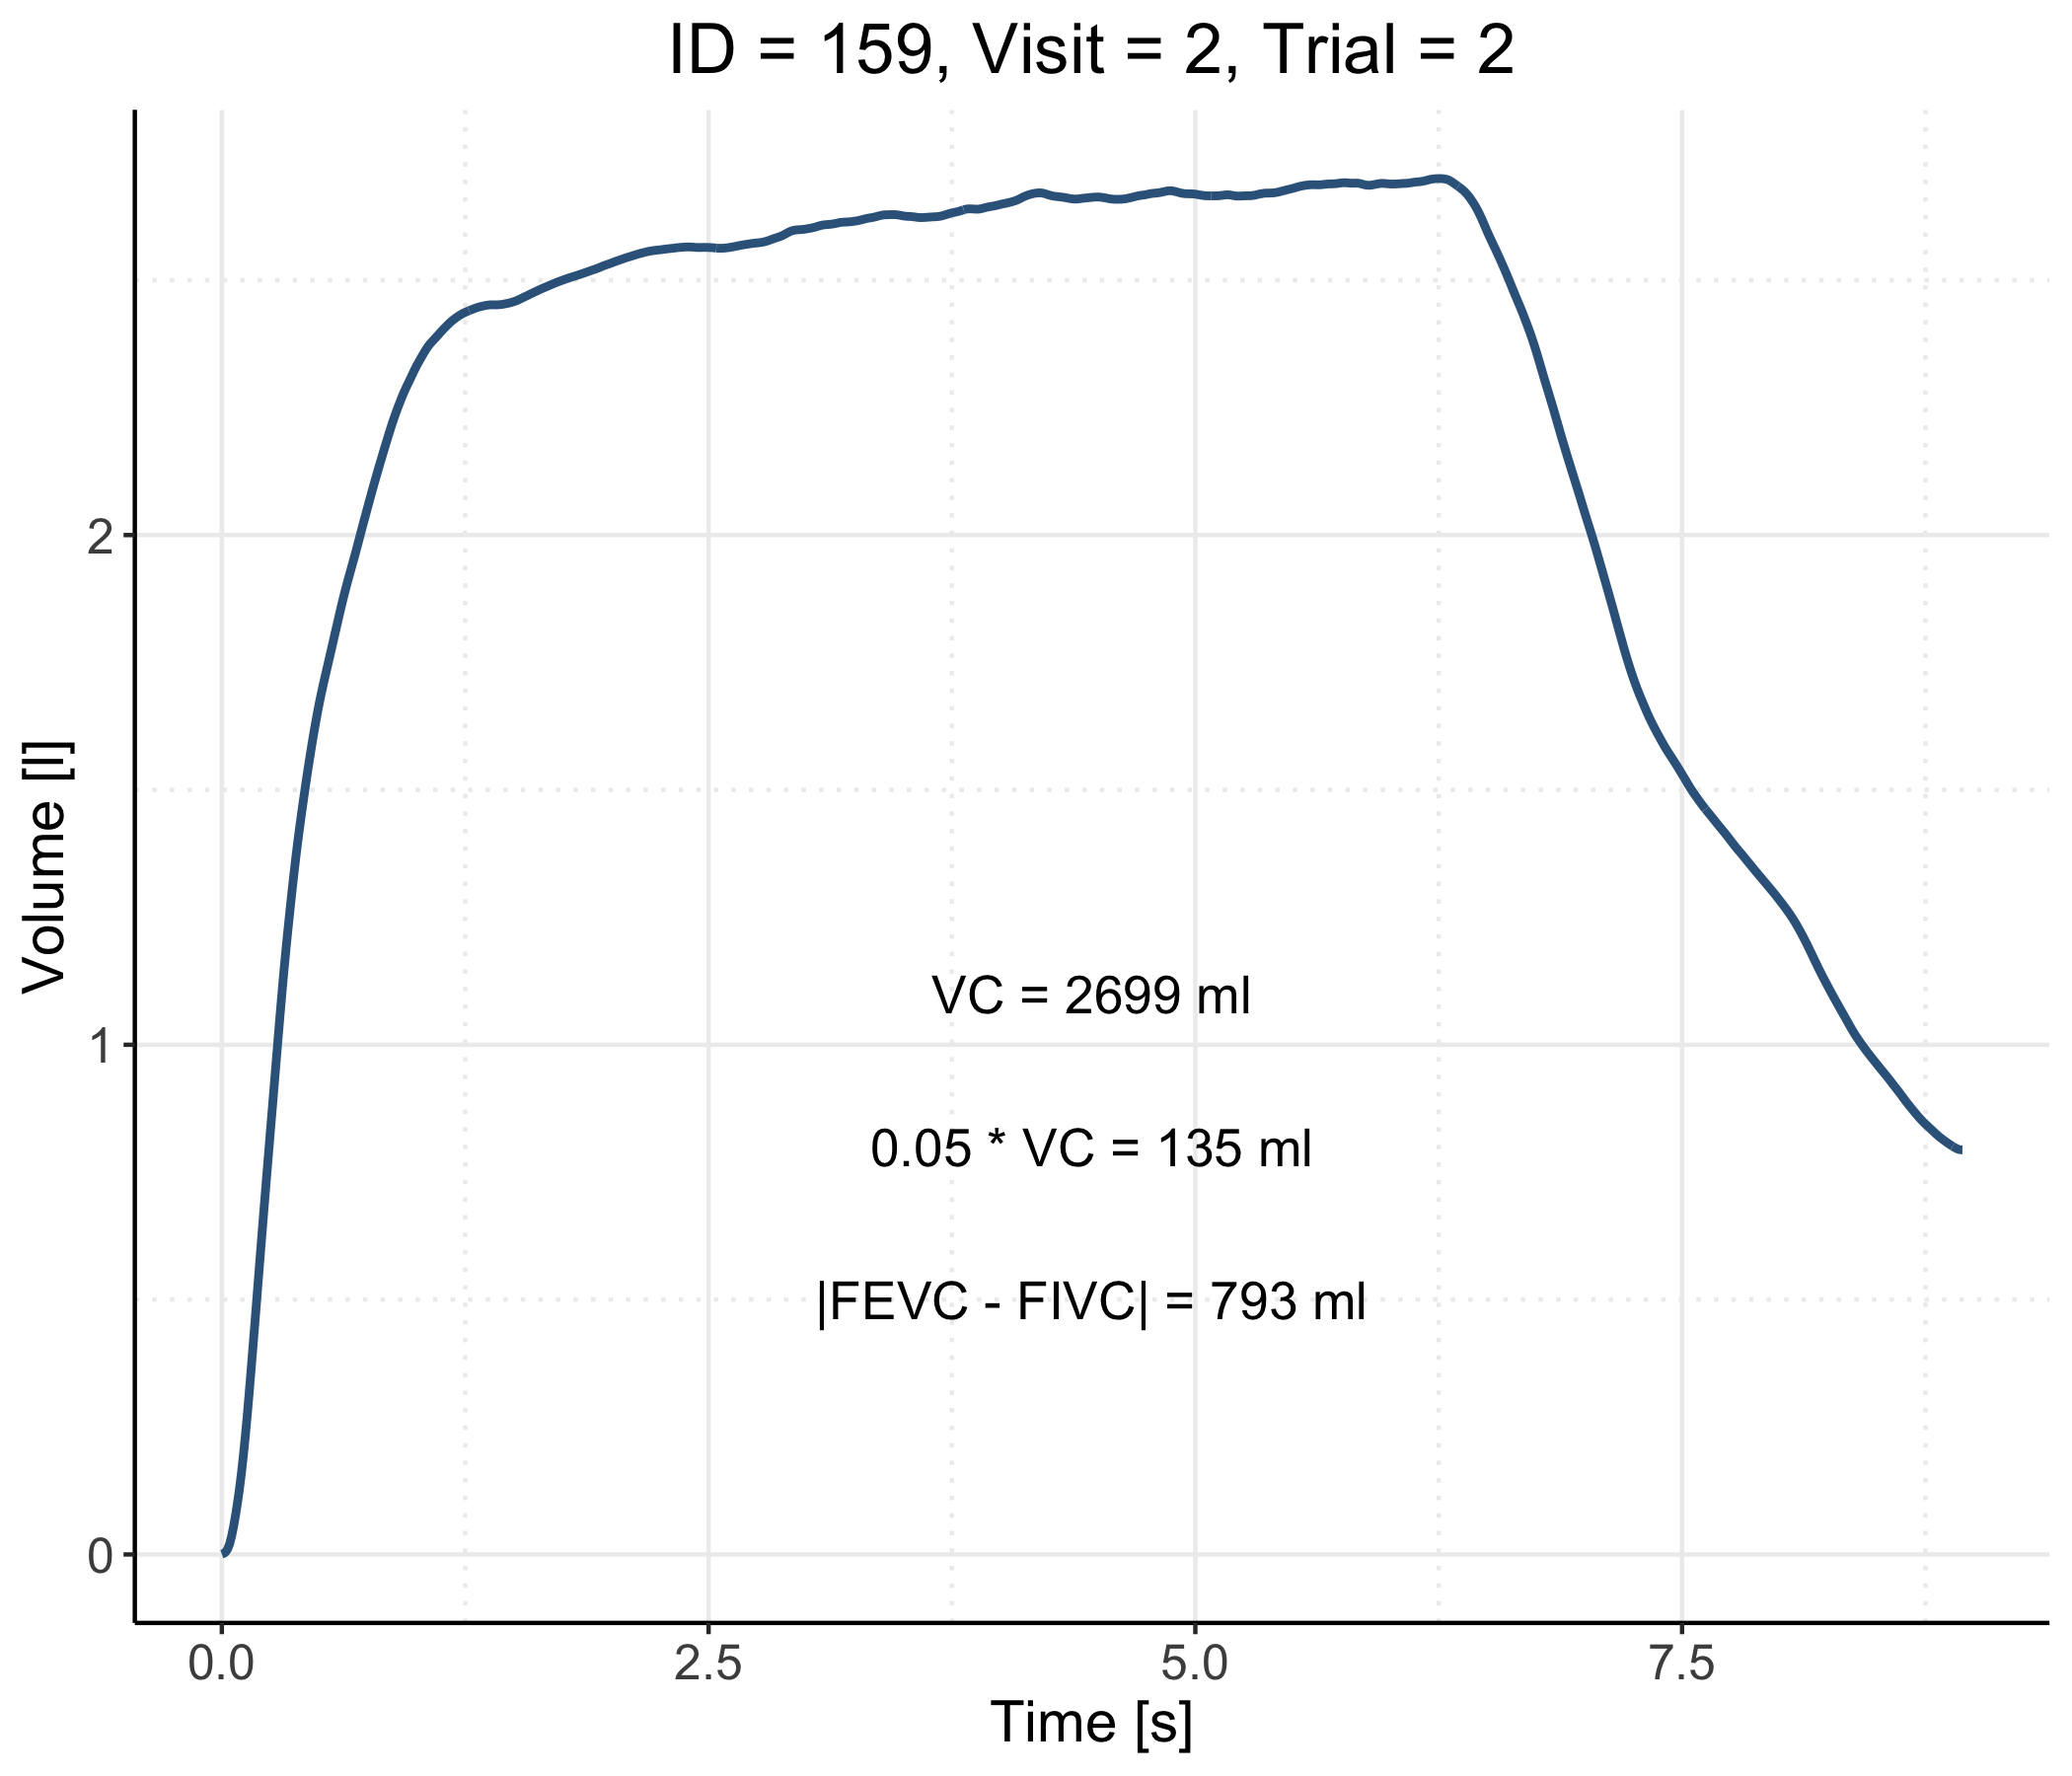 ID = 159, Visit = 2, Trial = 2
Volume [l]
2
1
0
VC = 2699 ml
0.05 * VC = 135 ml
|FEVC - FIVC| = 793 ml
0.0 2.5 5.0 7.5
Time [s]